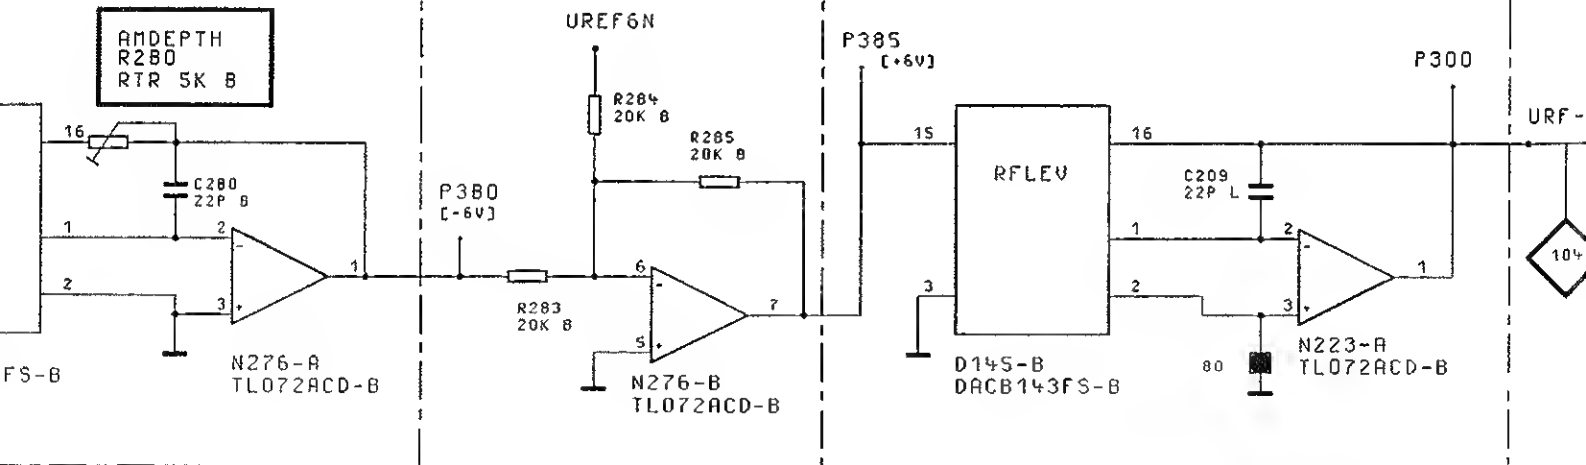 AMDEPTH
R280
RTR 5K B
16
C280
22P B
1
2
2
3
-
+
1
N276-A
TL072ACD-B
FS-B
UREF6N
R284
20K B
R285
20K B
P380
[-6V]
R283
20K B
6
5
-
+
7
N276-B
TL072ACD-B
P385
[+6V]
15
3
RFLEV
16
1
2
D145-B
DACB143FS-B
C209
22P L
2
3
-
+
1
80
N223-A
TL072ACD-B
P300
URF-
104